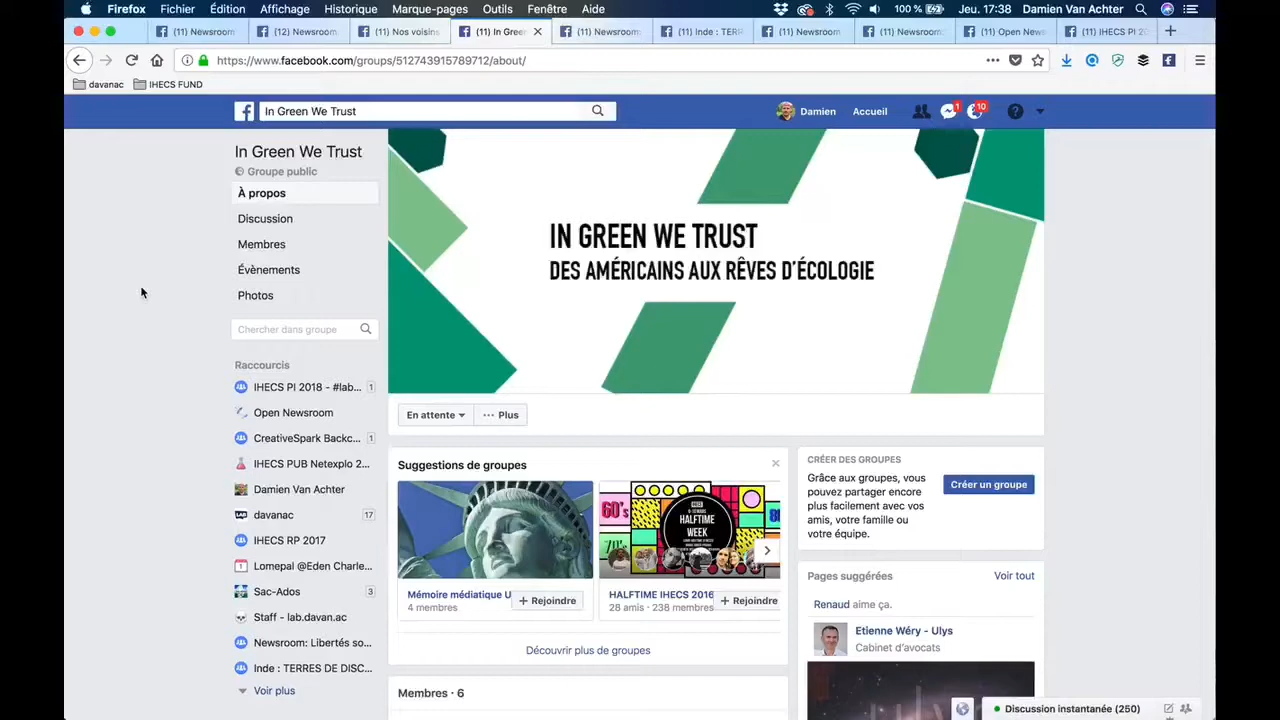 Firefox Fichier Édition Affichage Historique Marque-pages Outils Fenêtre Aide 100 % Jeu. 17:38 Damien Van Achter
(11) Newsroom (12) Newsroom (11) Nos voisins (11) In Gree (11) Newsroom (11) Inde : TERR (11) Newsroom (11) Newsroom (11) Open News (11) IHECS PI 20
https://www.facebook.com/groups/512743915789712/about/
davanac IHECS FUND
In Green We Trust
Damien Accueil 1 10
In Green We Trust
Groupe public
À propos
Discussion
Membres
Évènements
Photos
Chercher dans groupe
Raccourcis
IHECS PI 2018 - #lab... 1
Open Newsroom
CreativeSpark Backc... 1
IHECS PUB Netexplo 2...
Damien Van Achter
davanac 17
IHECS RP 2017
Lomepal @Eden Charle...
Sac-Ados 3
Staff - lab.davan.ac
Newsroom: Libertés so...
Inde : TERRES DE DISC...
Voir plus
IN GREEN WE TRUST
DES AMÉRICAINS AUX RÊVES D'ÉCOLOGIE
En attente Plus
Suggestions de groupes
60's
70's
HALFTIME
WEEK
Mémoire médiatique U
4 membres
+ Rejoindre
HALFTIME IHECS 2016
28 amis · 238 membres
+ Rejoindre
Découvrir plus de groupes
Membres · 6
CRÉER DES GROUPES
Grâce aux groupes, vous
pouvez partager encore
plus facilement avec vos
amis, votre famille ou
votre équipe.
Créer un groupe
Pages suggérées Voir tout
Renaud aime ça.
Etienne Wéry - Ulys
Cabinet d'avocats
Discussion instantanée (250)